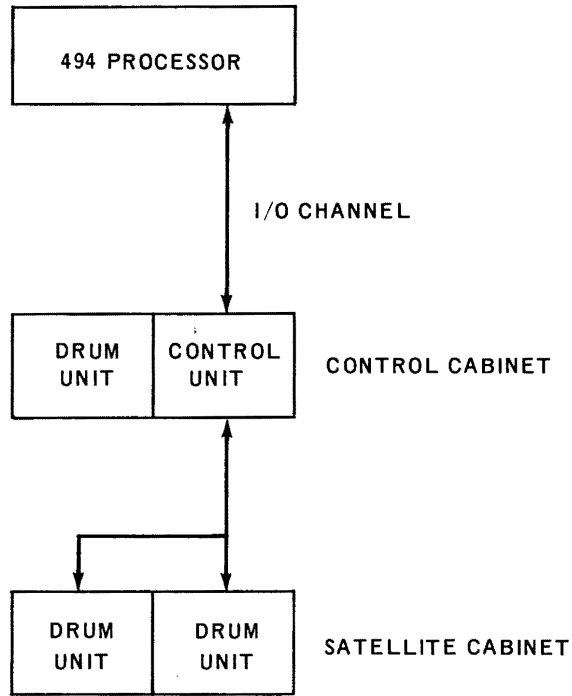 494 PROCESSOR
I/O CHANNEL
DRUM UNIT
CONTROL UNIT
CONTROL CABINET
DRUM UNIT
DRUM UNIT
SATELLITE CABINET